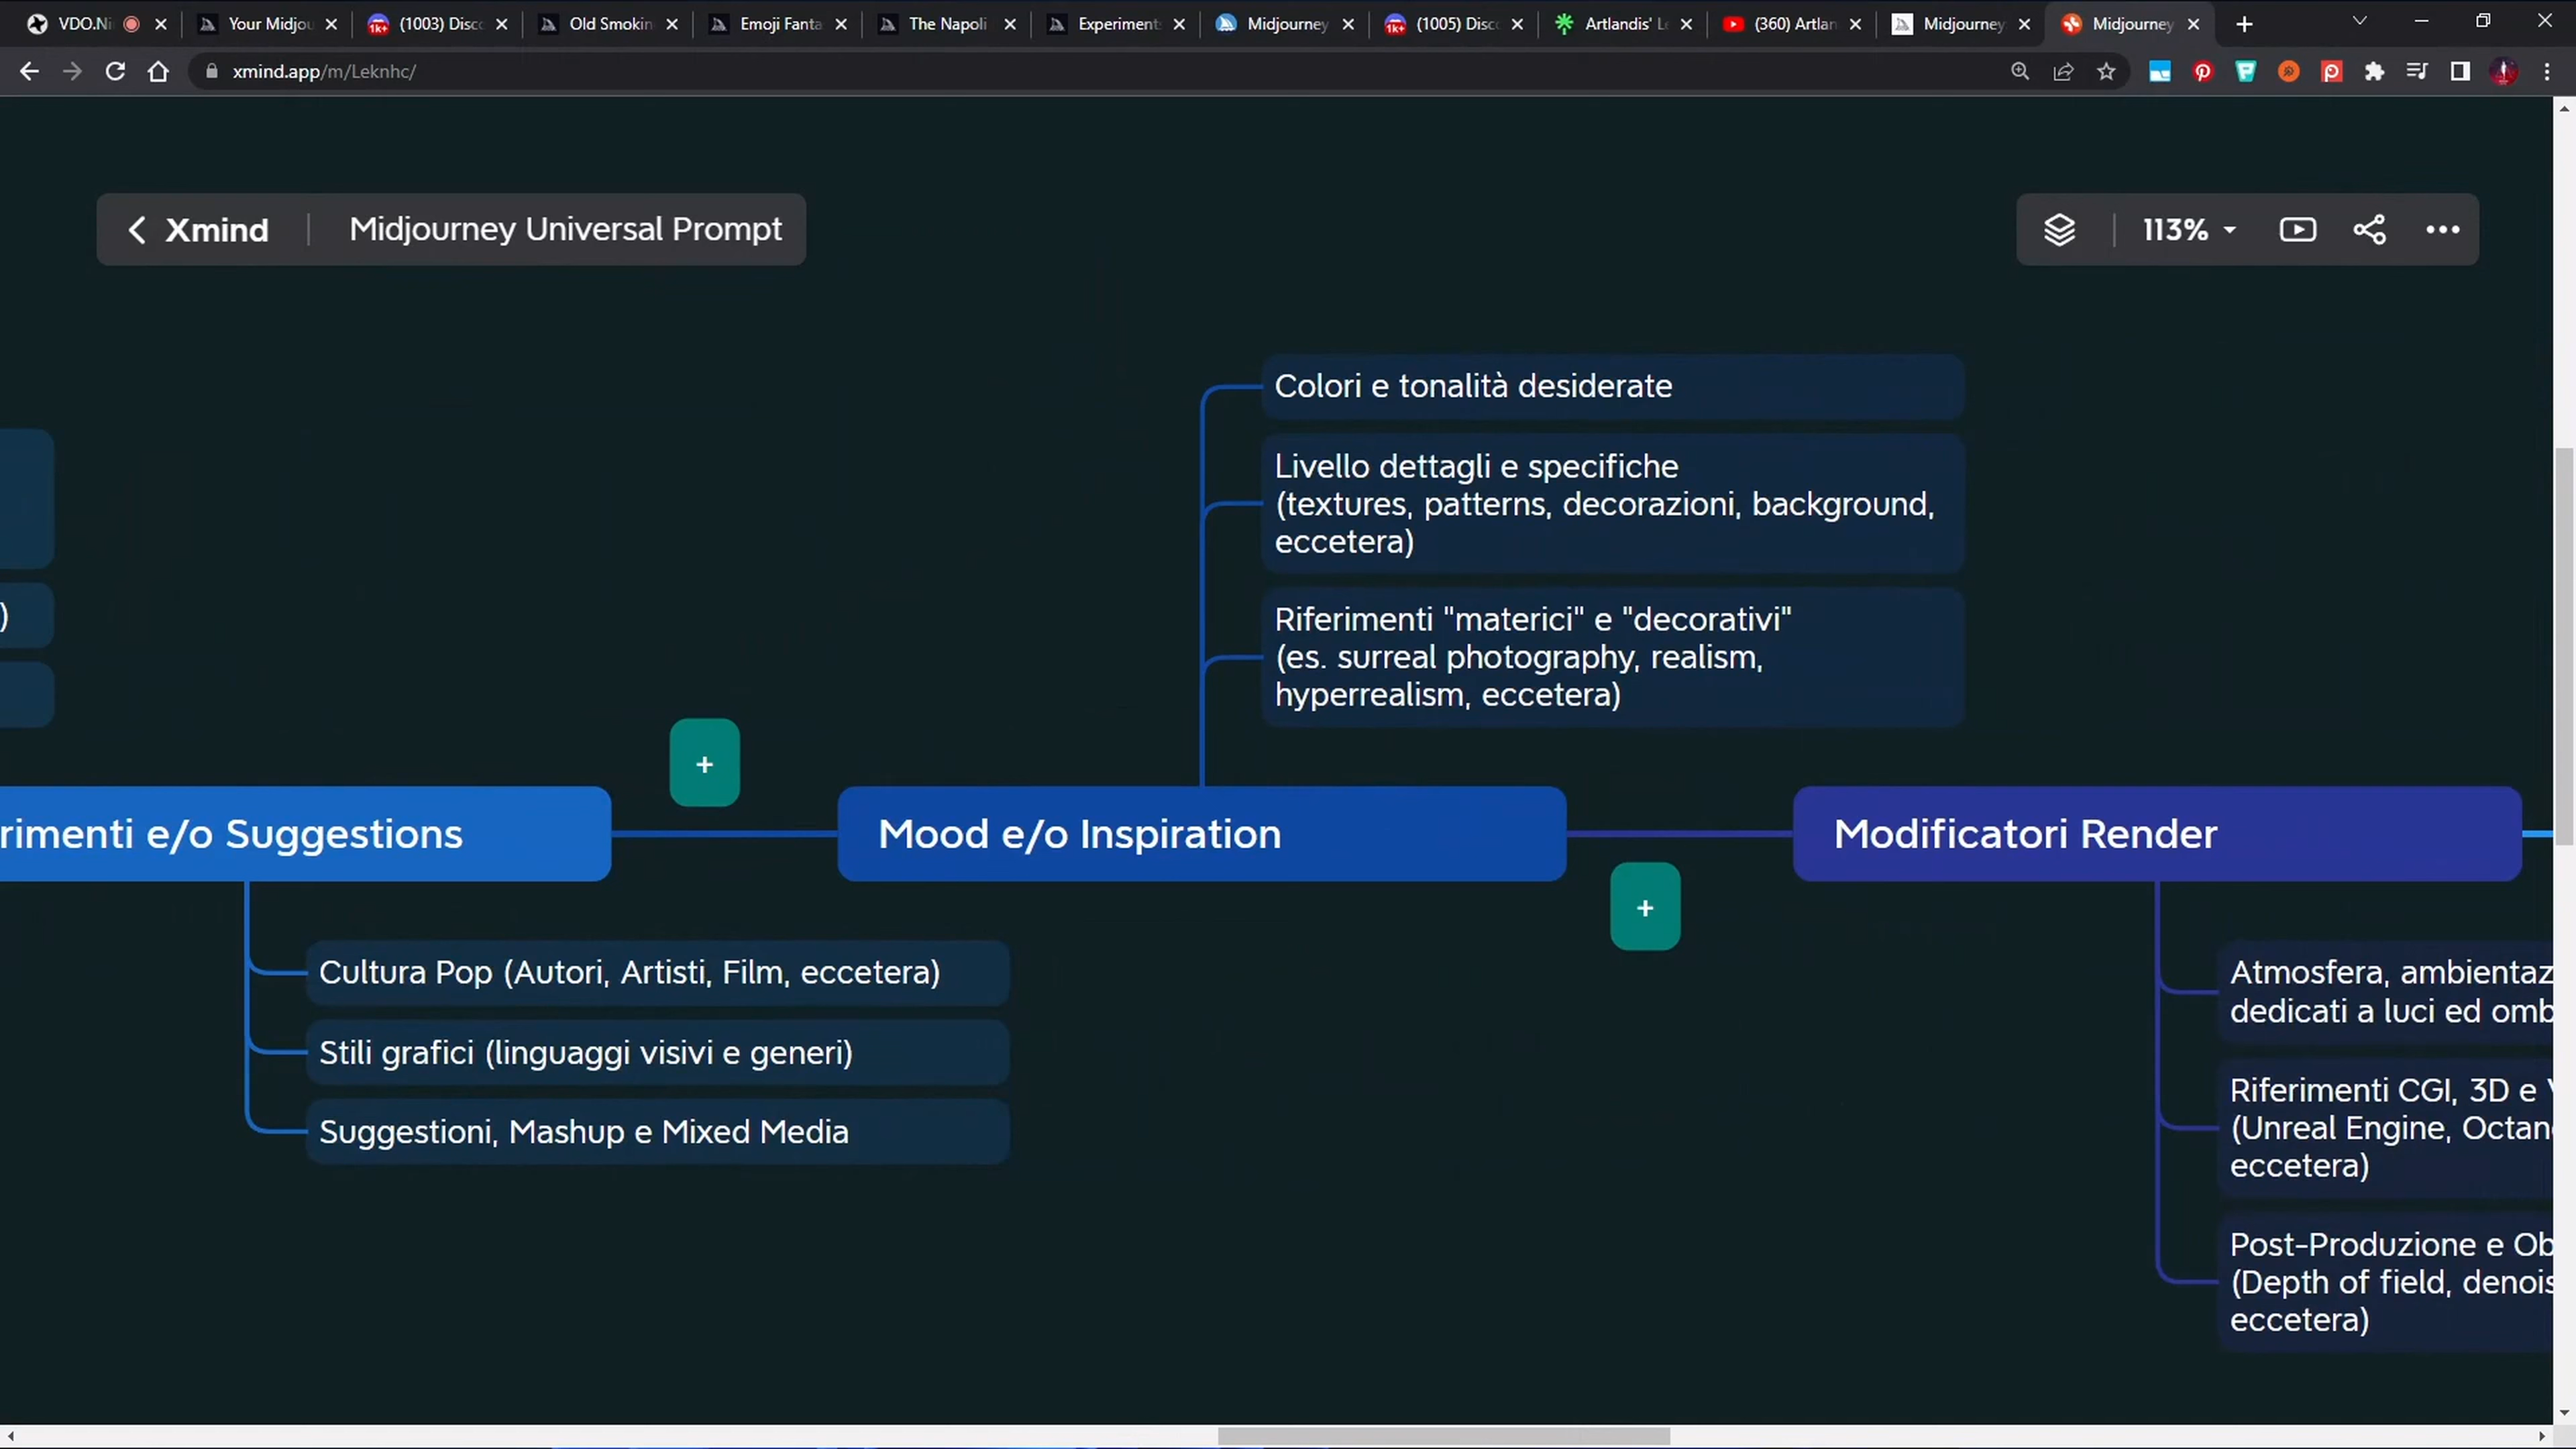 VDO.Ni
Your Midjou
(1003) Disco
Old Smokin
Emoji Fanta
The Napoli
Experiment
Midjourney
(1005) Disc
Artlandis' L
(360) Artlan
Midjourney
Midjourney
xmind.app/m/Leknhc/
Xmind
Midjourney Universal Prompt
113%
Colori e tonalità desiderate
Livello dettagli e specifiche
(textures, patterns, decorazioni, background,
eccetera)
)
Riferimenti "materici" e "decorativi"
(es. surreal photography, realism,
hyperrealism, eccetera)
+
rimenti e/o Suggestions
Mood e/o Inspiration
Modificatori Render
+
Cultura Pop (Autori, Artisti, Film, eccetera)
Stili grafici (linguaggi visivi e generi)
Suggestioni, Mashup e Mixed Media
Atmosfera, ambientaz
dedicati a luci ed omb
Riferimenti CGI, 3D e
(Unreal Engine, Octan
eccetera)
Post-Produzione e Ob
(Depth of field, denois
eccetera)